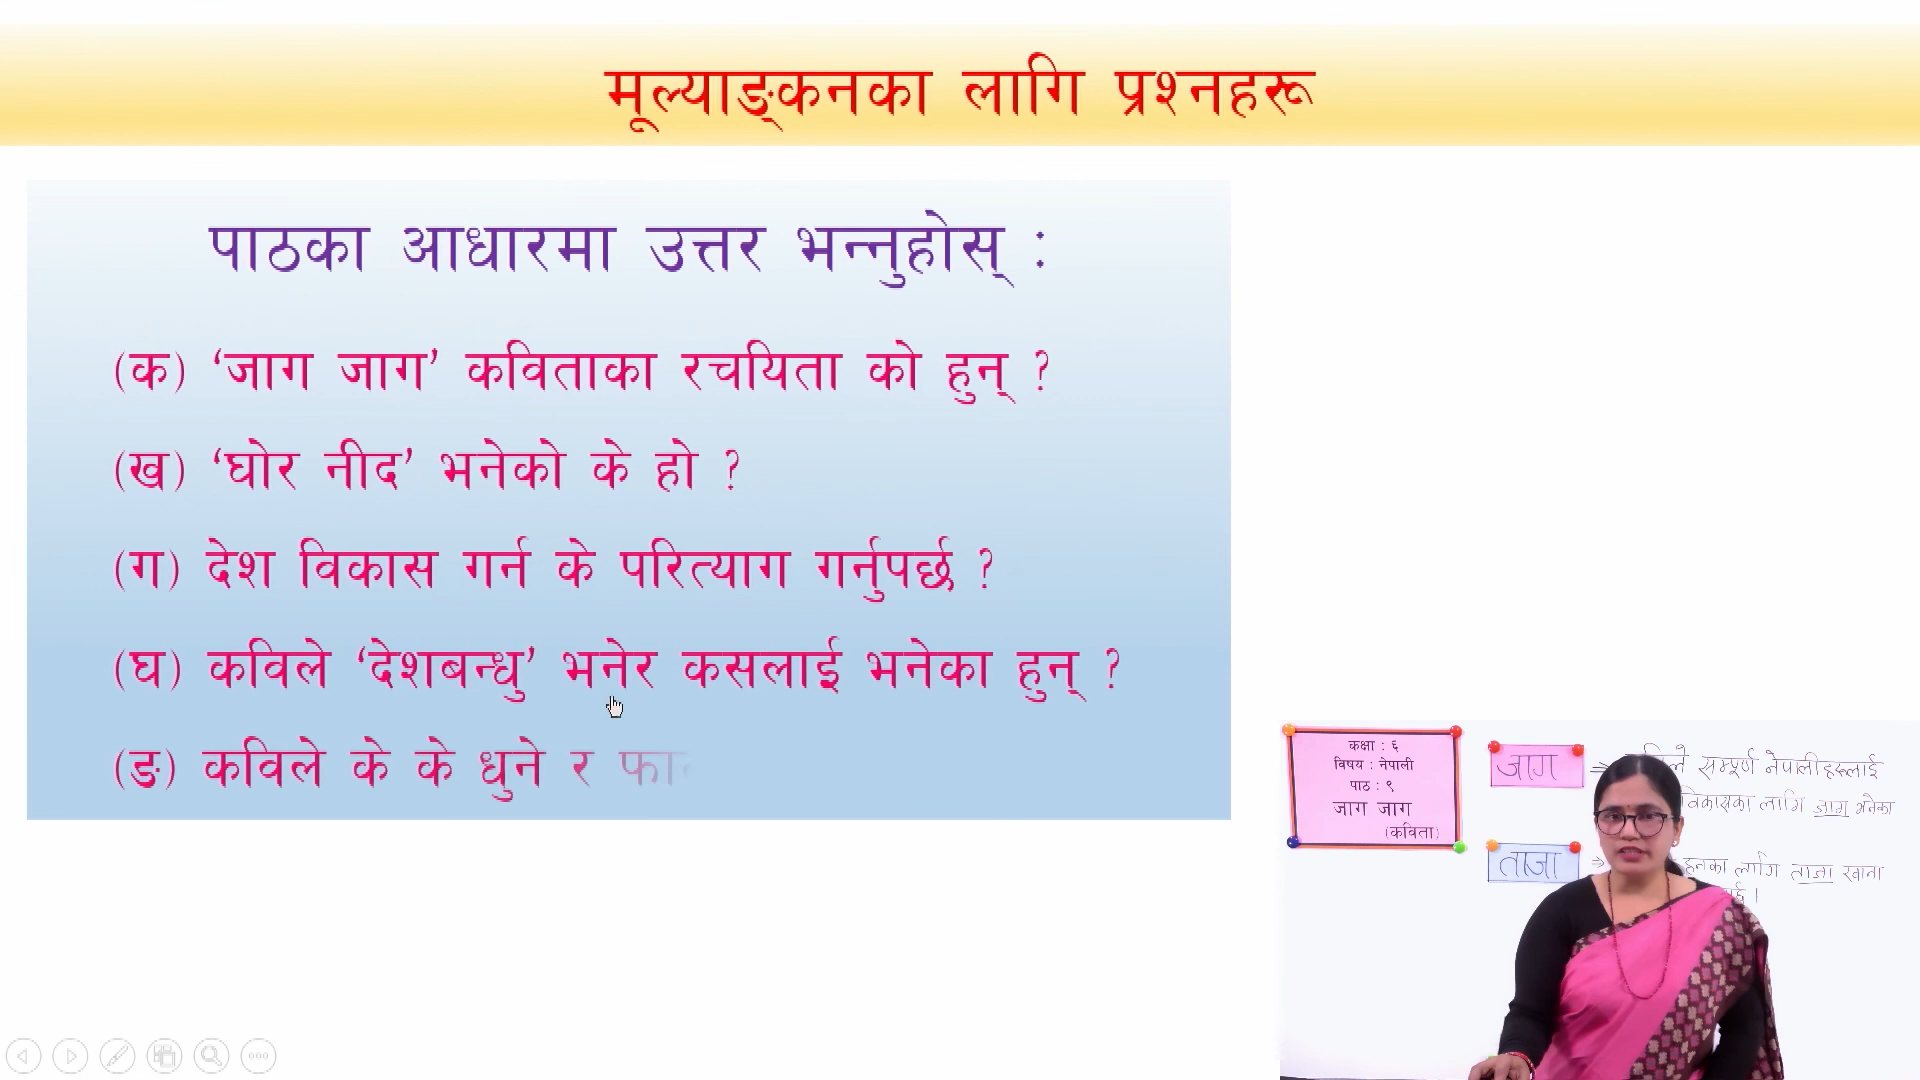 मूल्याङ्कनका लागि प्रश्नहरू
पाठका आधारमा उत्तर भन्नुहोस् :
(क) ‘जाग जाग’ कविताका रचयिता को हुन् ?
(ख) ‘घोर नीद’ भनेको के हो ?
(ग) देश विकास गर्न के परित्याग गर्नुपर्छ ?
(घ) कविले ‘देशबन्धु’ भनेर कसलाई भनेका हुन् ?
(ङ) कविले के के धुने र
कक्षा : ६
विषय : नेपाली
पाठ : ९
जाग जाग
(कविता)
जाग ⇒ सम्पूर्ण नेपालीहरूलाई
विकासका लागि जाग भनेका
ताजा ⇒ लागि ताजा खाना